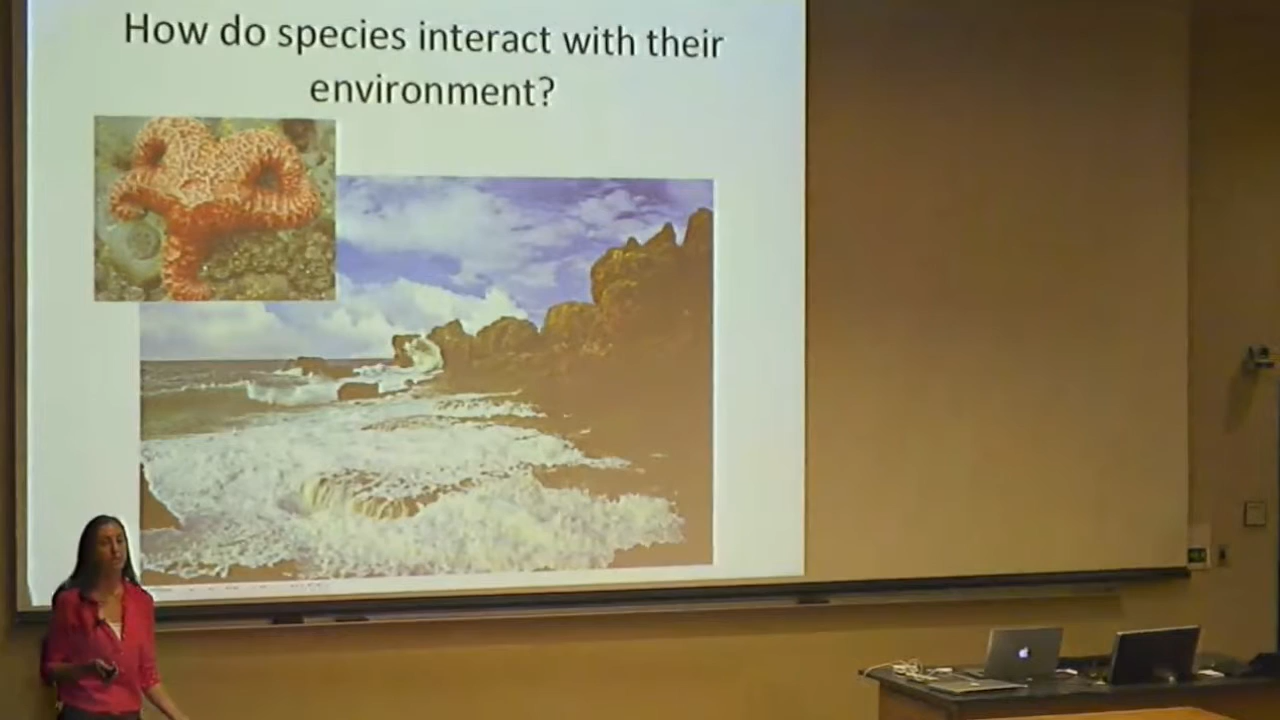 How do species interact with their
environment?